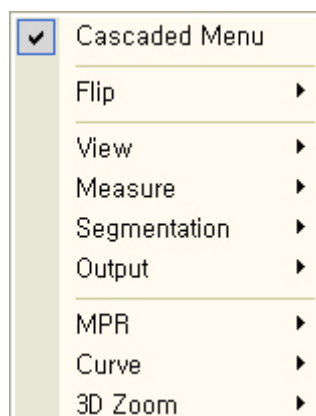 Cascaded Menu
Flip
View
Measure
Segmentation
Output
MPR
Curve
3D Zoom